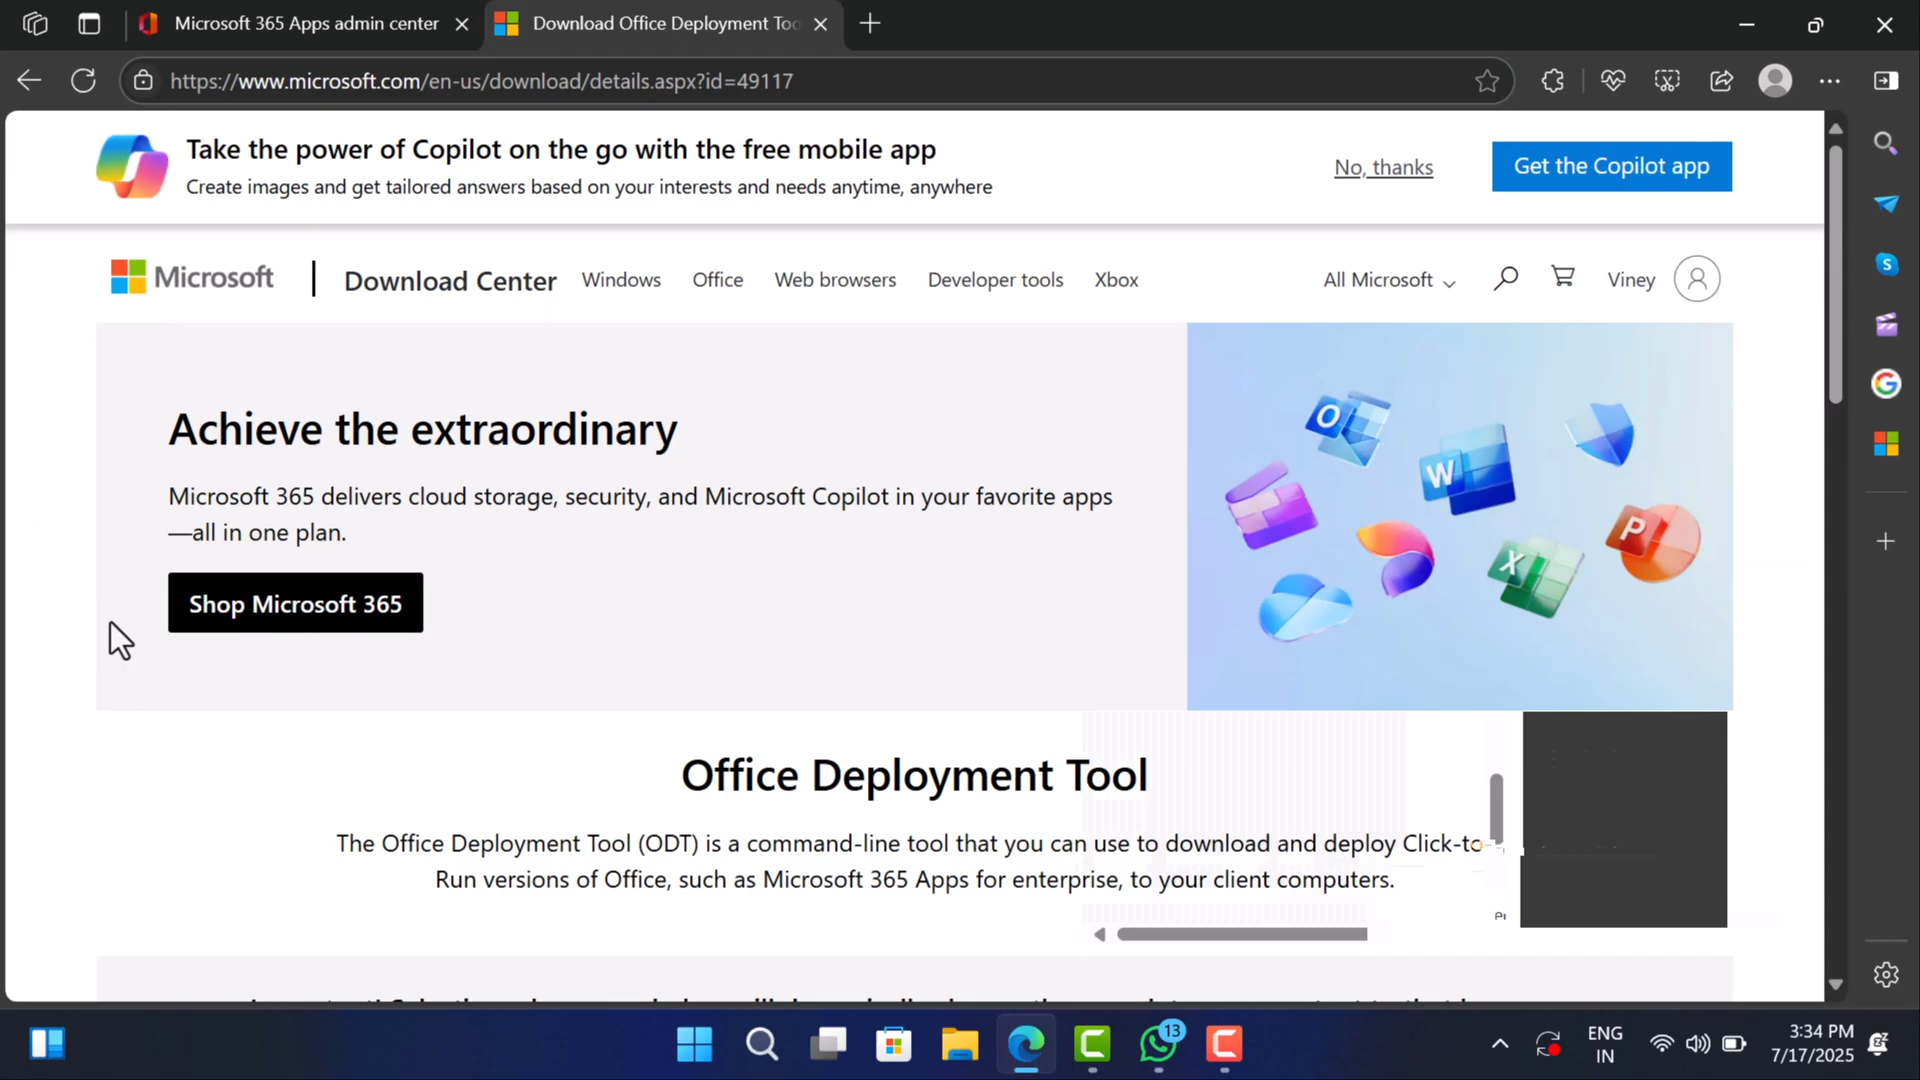 Microsoft 365 Apps admin center
Download Office Deployment Too
https://www.microsoft.com/en-us/download/details.aspx?id=49117
Take the power of Copilot on the go with the free mobile app
Create images and get tailored answers based on your interests and needs anytime, anywhere
No, thanks
Get the Copilot app
Microsoft
Download Center
Windows
Office
Web browsers
Developer tools
Xbox
All Microsoft
Viney
Achieve the extraordinary
Microsoft 365 delivers cloud storage, security, and Microsoft Copilot in your favorite apps
—all in one plan.
Shop Microsoft 365
Office Deployment Tool
The Office Deployment Tool (ODT) is a command-line tool that you can use to download and deploy Click-to-
Run versions of Office, such as Microsoft 365 Apps for enterprise, to your client computers.
13
ENG
IN
3:34 PM
7/17/2025